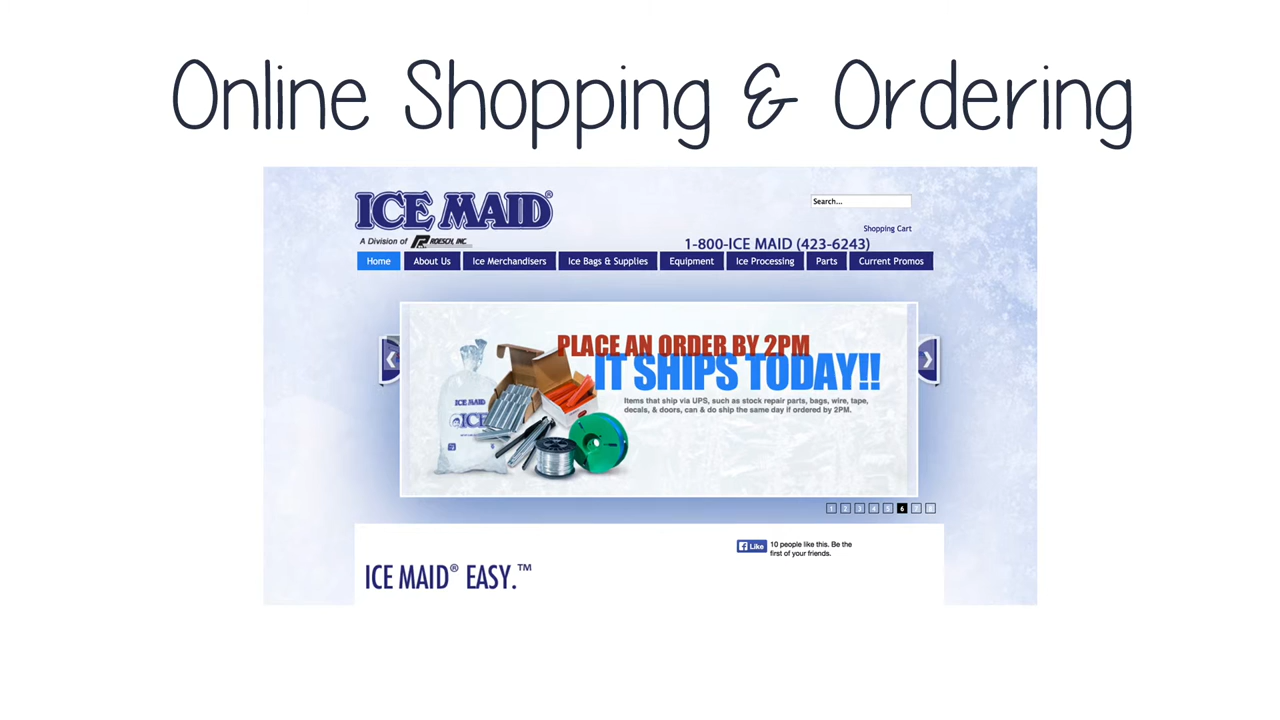 Online Shopping & Ordering
ICE MAID®
Search...
A Division of ROESCH, INC.
Shopping Cart
1-800-ICE MAID (423-6243)
Home About Us Ice Merchandisers Ice Bags & Supplies Equipment Ice Processing Parts Current Promos
PLACE AN ORDER BY 2PM
IT SHIPS TODAY!!
Items that ship via UPS, such as stock repair parts, bags, wire, tape,
decals, & doors, can & do ship the same day if ordered by 2PM.
ICE MAID
ICE
1 2 3 4 5 6 7 8
Like 10 people like this. Be the
first of your friends.
ICE MAID® EASY.™